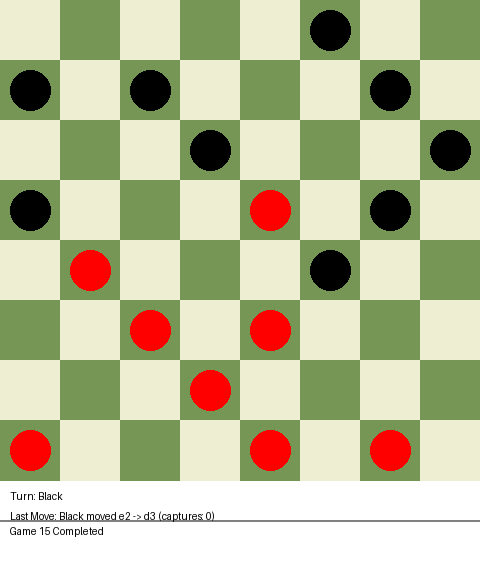 Turn: Black
Last Move: Black moved e2 -> d3 (captures: 0)
Game 15 Completed